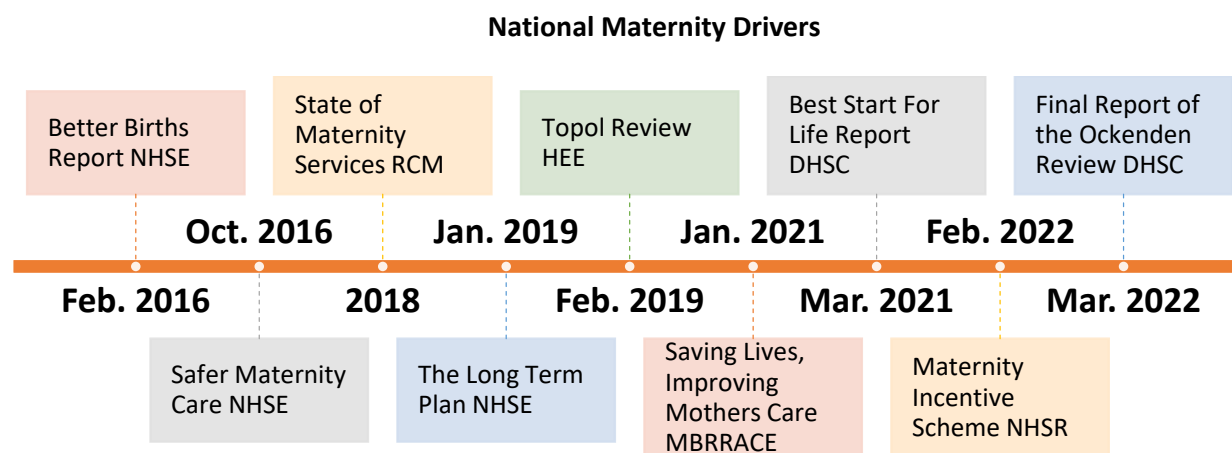 National Maternity Drivers
Better Births
Report NHSE
State of
Maternity
Services RCM
Topol Review
HEE
Best Start For
Life Report
DHSC
Final Report of
the Ockenden
Review DHSC
Oct. 2016
Jan. 2019
Jan. 2021
Feb. 2022
Feb. 2016
2018
Feb. 2019
Mar. 2021
Mar. 2022
Safer Maternity
Care NHSE
The Long Term
Plan NHSE
Saving Lives,
Improving
Mothers Care
MBRRACE
Maternity
Incentive
Scheme NHSR